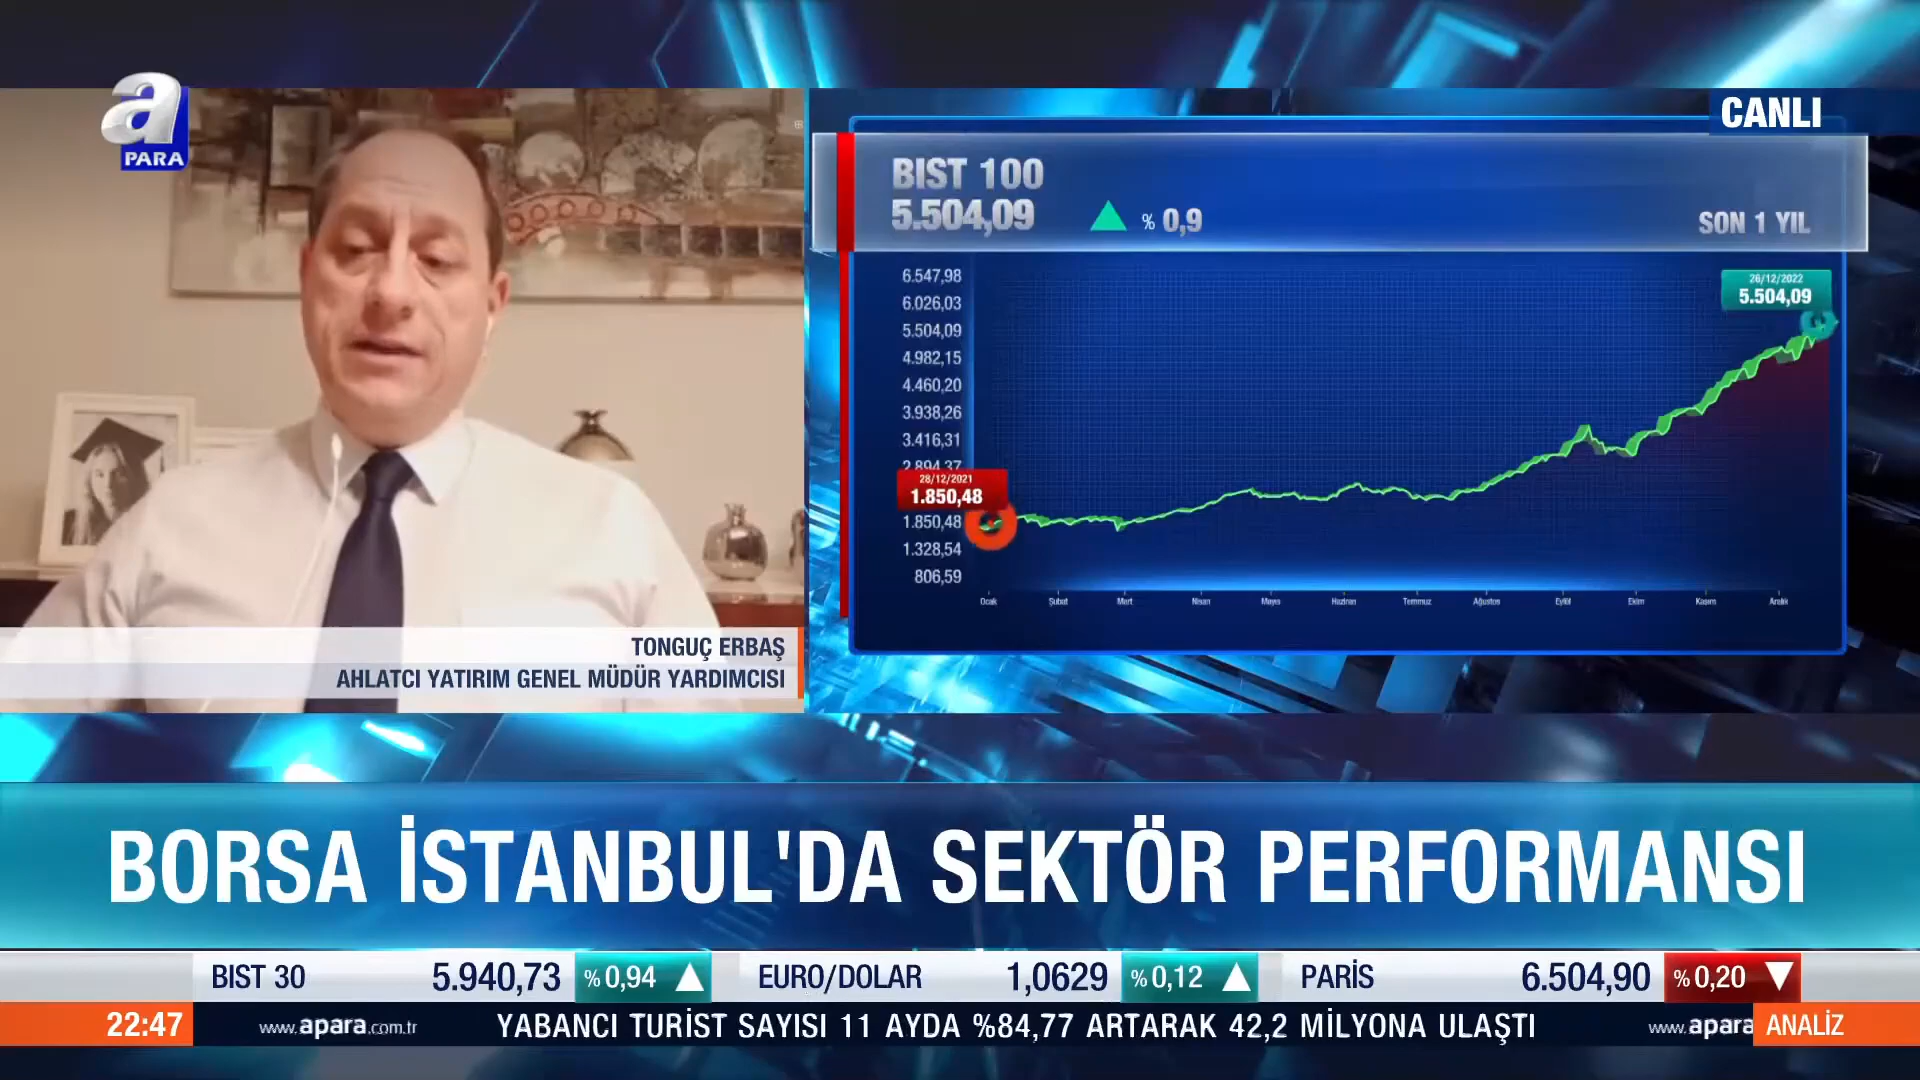 a
PARA
CANLI
BIST 100
5.504,09
% 0,9
SON 1 YIL
6.547,98
6.026,03
5.504,09
4.982,15
4.460,20
3.938,26
3.416,31
2.894,37
1.850,48
1.328,54
806,59
28/12/2021
1.850,48
26/12/2022
5.504,09
Ocak Şubat Mart Nisan Mayıs Haziran Temmuz Ağustos Eylül Ekim Kasım Aralık
TONGUÇ ERBAŞ
AHLATCI YATIRIM GENEL MÜDÜR YARDIMCISI
BORSA İSTANBUL'DA SEKTÖR PERFORMANSI
BIST 30 5.940,73 %0,94 EURO/DOLAR 1,0629 %0,12 PARİS 6.504,90 %0,20
22:47 www.apara.com.tr YABANCI TURİST SAYISI 11 AYDA %84,77 ARTARAK 42,2 MİLYONA ULAŞTI www.apara ANALİZ